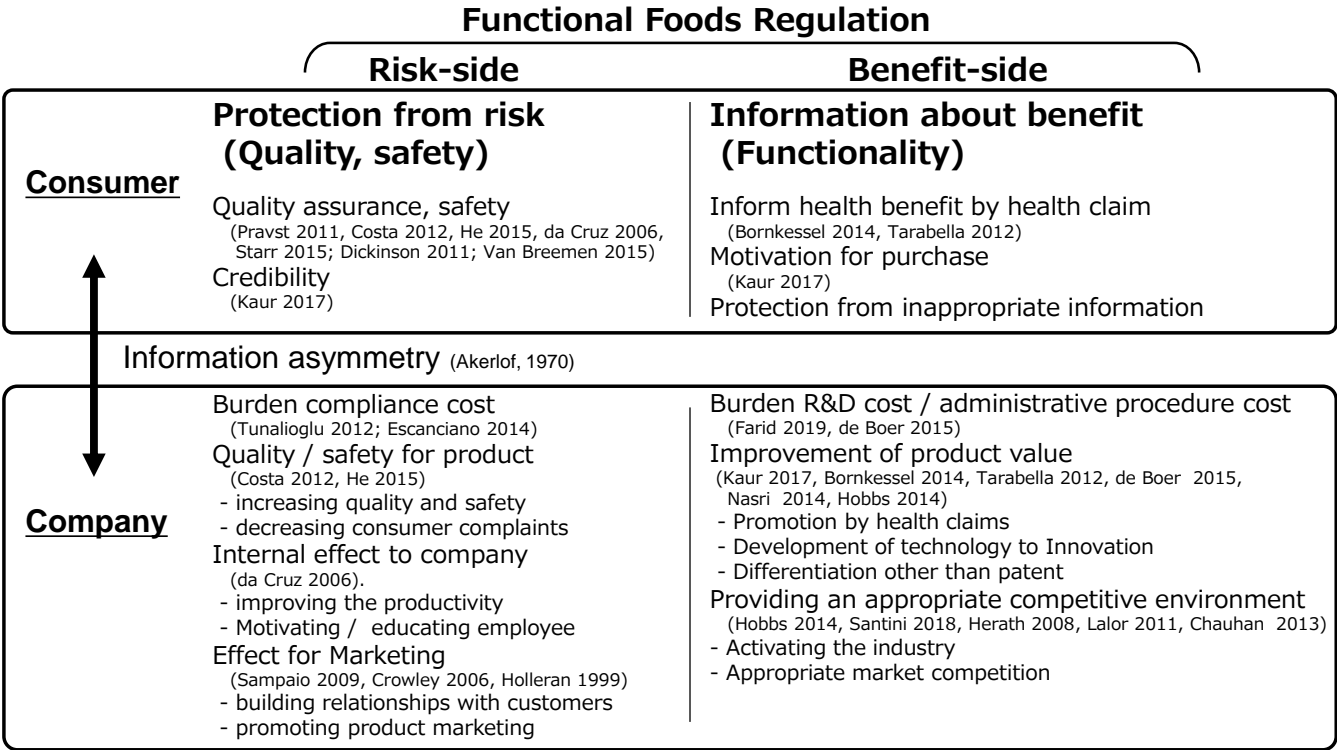 Functional Foods Regulation
Risk-side
Benefit-side
Consumer
Protection from risk
(Quality, safety)
Quality assurance, safety
(Pravst 2011, Costa 2012, He 2015, da Cruz 2006,
Starr 2015; Dickinson 2011; Van Breemen 2015)
Credibility
(Kaur 2017)
Information about benefit
(Functionality)
Inform health benefit by health claim
(Bornkessel 2014, Tarabella 2012)
Motivation for purchase
(Kaur 2017)
Protection from inappropriate information
Information asymmetry (Akerlof, 1970)
Company
Burden compliance cost
(Tunalioglu 2012; Escanciano 2014)
Quality / safety for product
(Costa 2012, He 2015)
- increasing quality and safety
- decreasing consumer complaints
Internal effect to company
(da Cruz 2006).
- improving the productivity
- Motivating / educating employee
Effect for Marketing
(Sampaio 2009, Crowley 2006, Holleran 1999)
- building relationships with customers
- promoting product marketing
Burden R&D cost / administrative procedure cost
(Farid 2019, de Boer 2015)
Improvement of product value
(Kaur 2017, Bornkessel 2014, Tarabella 2012, de Boer 2015,
Nasri 2014, Hobbs 2014)
- Promotion by health claims
- Development of technology to Innovation
- Differentiation other than patent
Providing an appropriate competitive environment
(Hobbs 2014, Santini 2018, Herath 2008, Lalor 2011, Chauhan 2013)
- Activating the industry
- Appropriate market competition